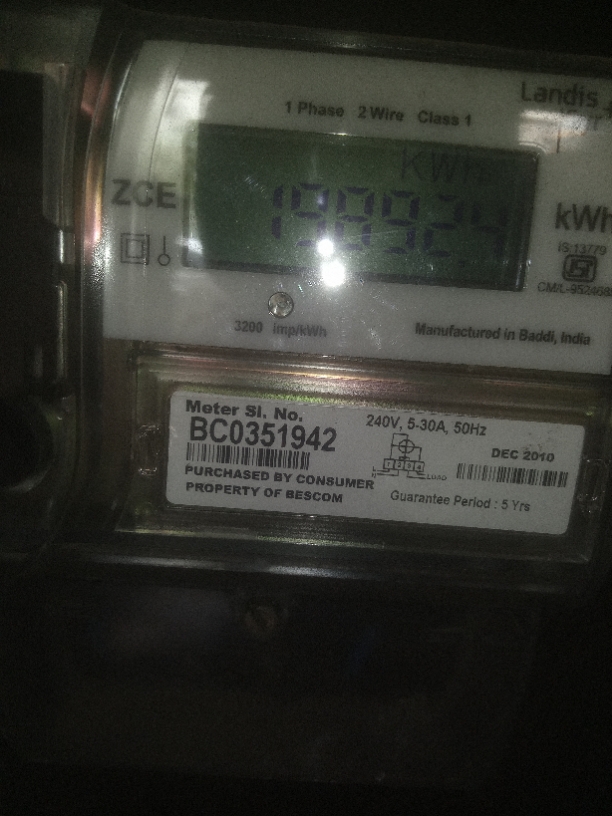 Landis +
1 Phase 2 Wire Class 1
KWh
ZCE
198924
kWh
IS:13779
ISI
3200 imp/kWh
Manufactured in Baddi, India
Meter Sl. No.
BC0351942
240V, 5-30A, 50Hz
DEC 2010
PURCHASED BY CONSUMER
PROPERTY OF BESCOM
Guarantee Period : 5 Yrs